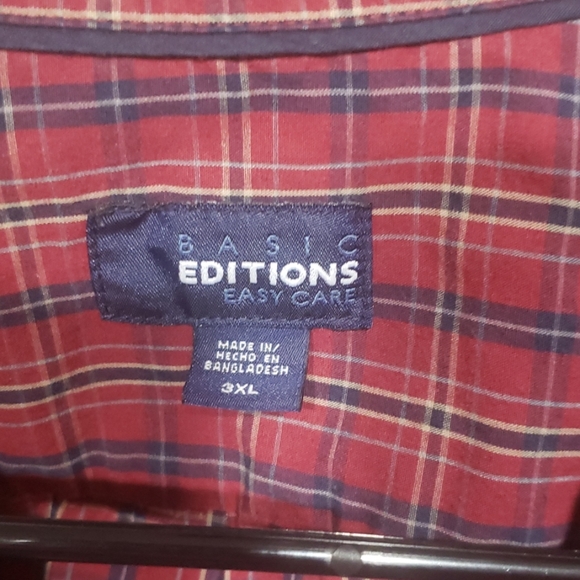 BASIC
EDITIONS
EASY CARE
MADE IN/
HECHO EN
BANGLADESH
3XL